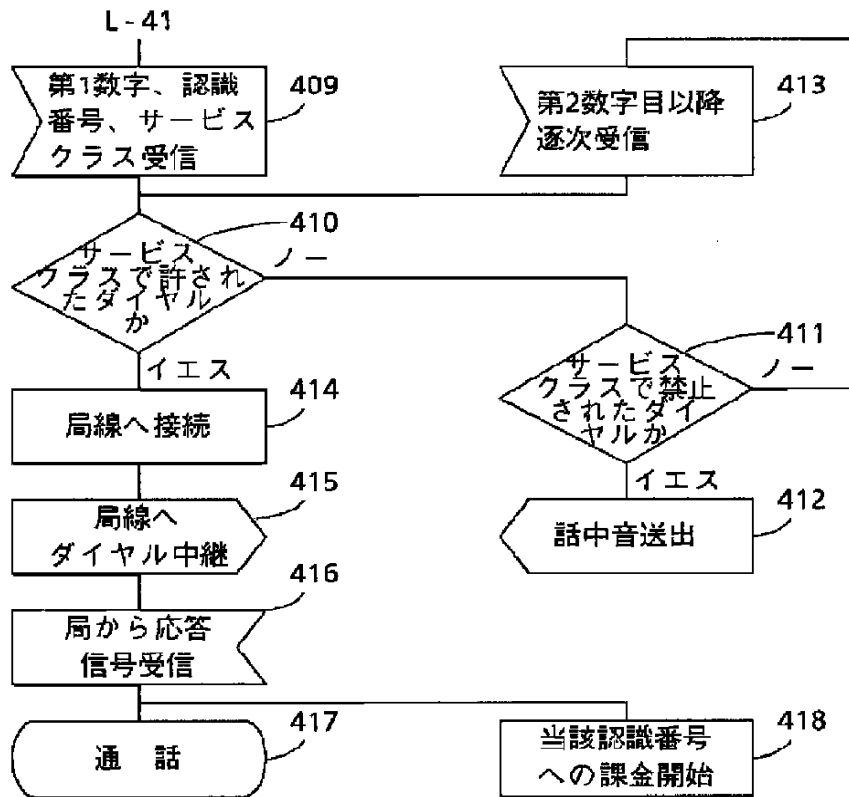 L-41
第1数字、認識
番号、サービス
クラス受信
409
第2数字目以降
逐次受信
413
410
サービス
クラスで許され
たダイヤル
か
ノー
イエス
411
サービス
クラスで禁止
されたダイ
ヤルか
ノー
イエス
局線へ接続
414
局線へ
ダイヤル中継
415
話中音送出
412
局から応答
信号受信
416
通話
417
当該認識番号
への課金開始
418